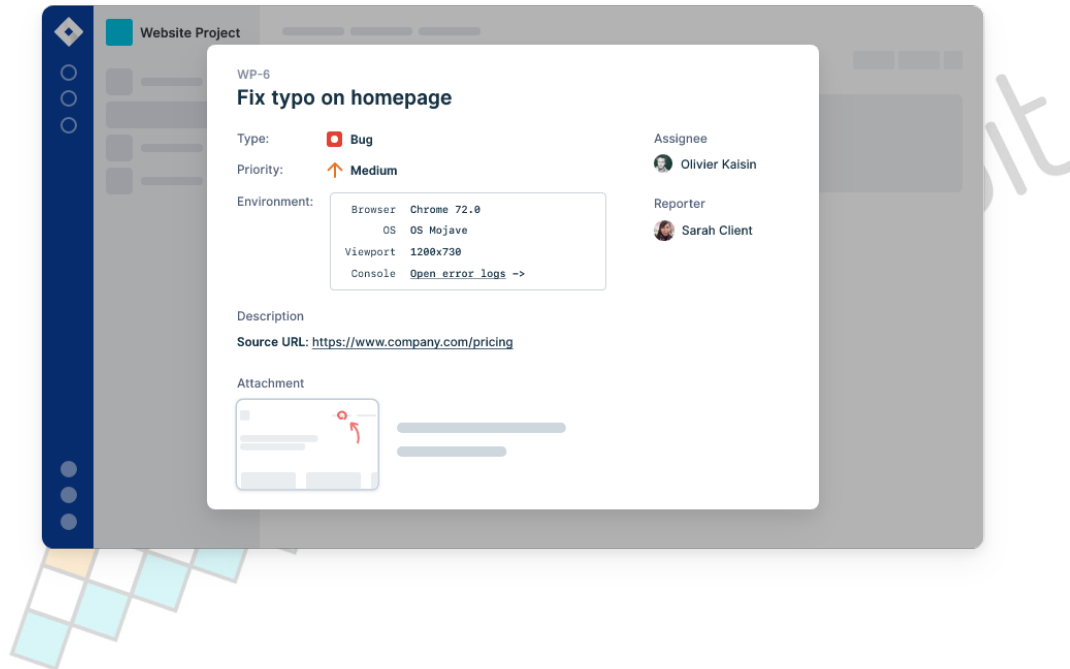 Website Project
WP-6
Fix typo on homepage
Type: Bug
Priority: Medium
Environment:
Browser Chrome 72.0
OS OS Mojave
Viewport 1200x730
Console Open error logs ->
Assignee
Olivier Kaisin
Reporter
Sarah Client
Description
Source URL: https://www.company.com/pricing
Attachment